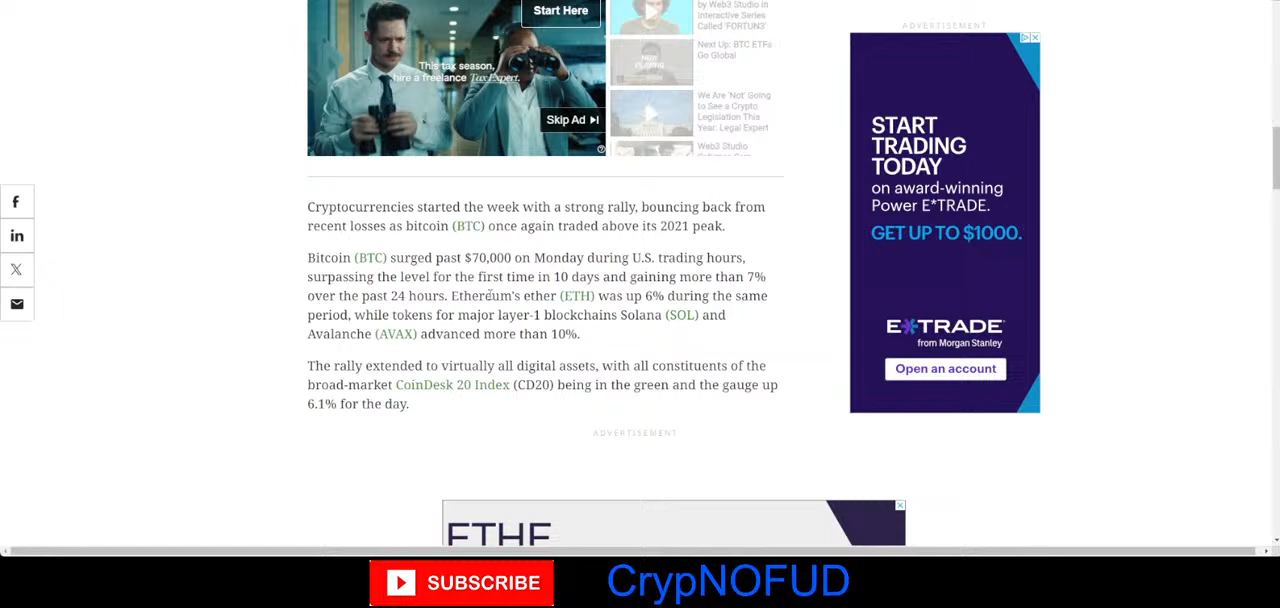 Start Here
This tax season,
hire a freelance Tax Expert.
Skip Ad
by Web3 Studio in
Interactive Series
Called 'FORTUN3'
NOW
PLAYING
Next Up: BTC ETFs
Go Global
We Are 'Not' Going
to See a Crypto
Legislation This
Year: Legal Expert
Web3 Studio
ADVERTISEMENT
START
TRADING
TODAY
on award-winning
Power E*TRADE.
GET UP TO $1000.
E*TRADE
from Morgan Stanley
Open an account
f
in
X
Cryptocurrencies started the week with a strong rally, bouncing back from
recent losses as bitcoin (BTC) once again traded above its 2021 peak.
Bitcoin (BTC) surged past $70,000 on Monday during U.S. trading hours,
surpassing the level for the first time in 10 days and gaining more than 7%
over the past 24 hours. Ethereum's ether (ETH) was up 6% during the same
period, while tokens for major layer-1 blockchains Solana (SOL) and
Avalanche (AVAX) advanced more than 10%.
The rally extended to virtually all digital assets, with all constituents of the
broad-market CoinDesk 20 Index (CD20) being in the green and the gauge up
6.1% for the day.
ADVERTISEMENT
ETHE
SUBSCRIBE
CrypNOFUD